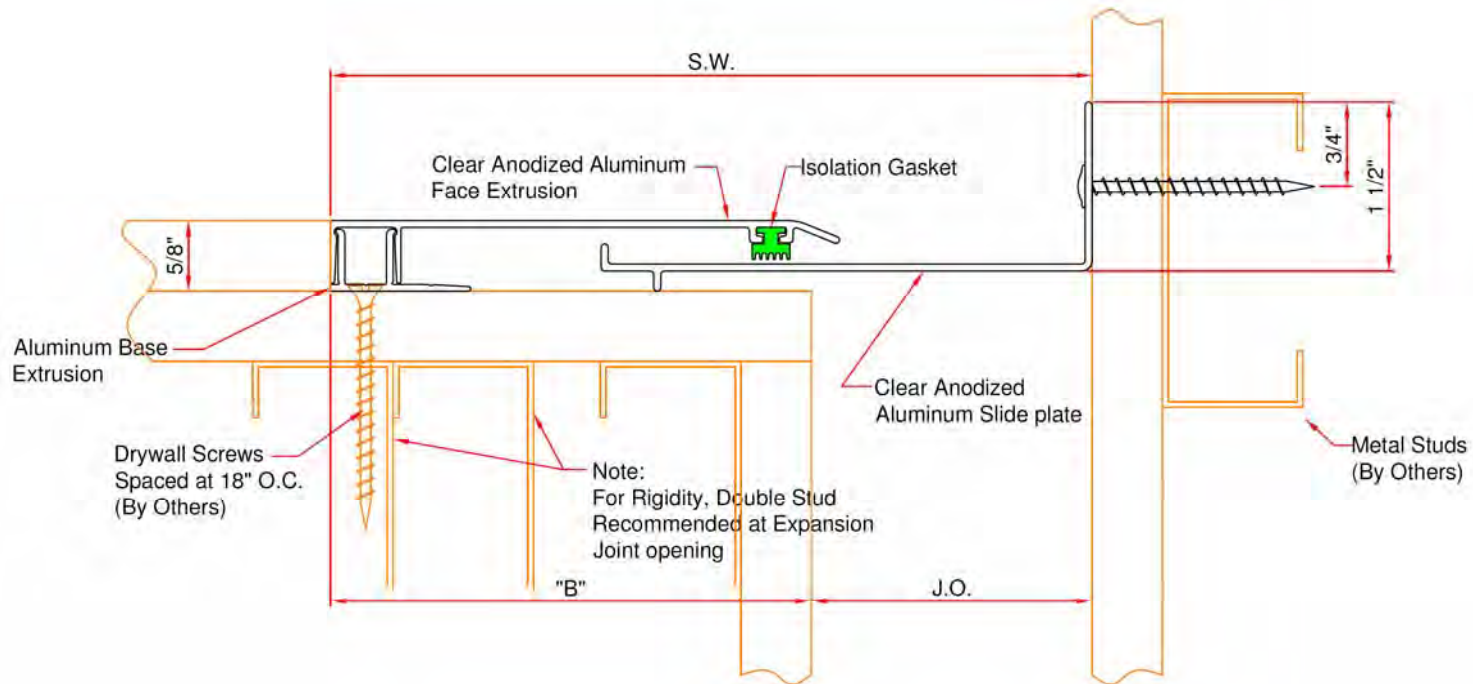 S.W.
Clear Anodized Aluminum
Face Extrusion
Isolation Gasket
3/4"
1 1/2"
5/8"
Aluminum Base
Extrusion
Clear Anodized
Aluminum Slide plate
Drywall Screws
Spaced at 18" O.C.
(By Others)
Note:
For Rigidity, Double Stud
Recommended at Expansion
Joint opening
Metal Studs
(By Others)
"B"
J.O.